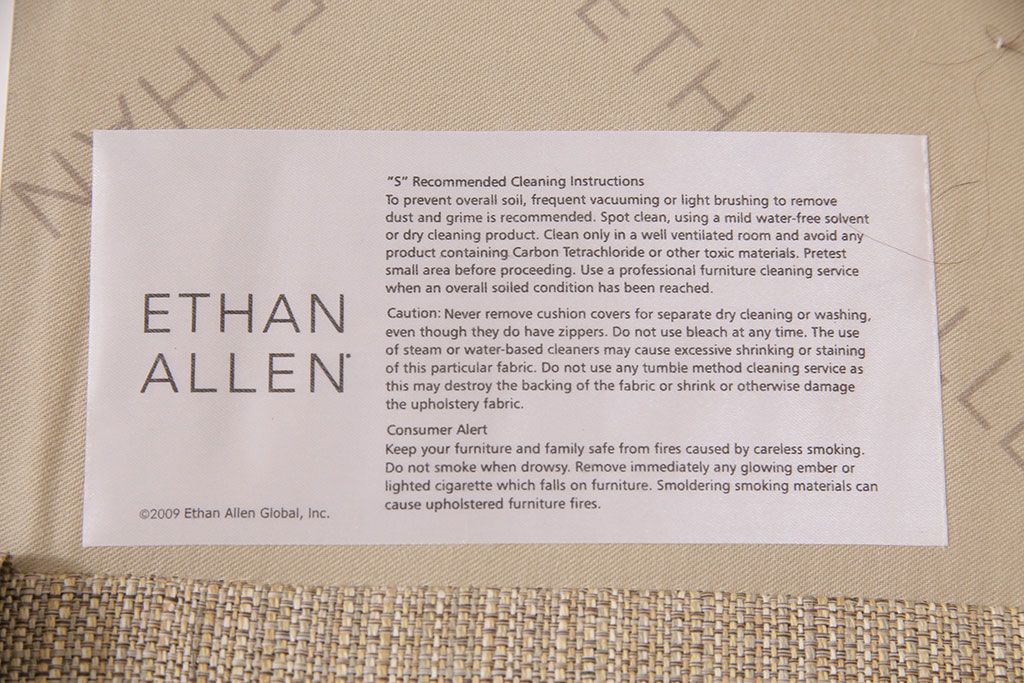 ETHAN
ETH
ALLE
"S" Recommended Cleaning Instructions
To prevent overall soil, frequent vacuuming or light brushing to remove
dust and grime is recommended. Spot clean, using a mild water-free solvent
or dry cleaning product. Clean only in a well ventilated room and avoid any
product containing Carbon Tetrachloride or other toxic materials. Pretest
small area before proceeding. Use a professional furniture cleaning service
when an overall soiled condition has been reached.
Caution: Never remove cushion covers for separate dry cleaning or washing,
even though they do have zippers. Do not use bleach at any time. The use
of steam or water-based cleaners may cause excessive shrinking or staining
of this particular fabric. Do not use any tumble method cleaning service as
this may destroy the backing of the fabric or shrink or otherwise damage
the upholstery fabric.
Consumer Alert
Keep your furniture and family safe from fires caused by careless smoking.
Do not smoke when drowsy. Remove immediately any glowing ember or
lighted cigarette which falls on furniture. Smoldering smoking materials can
cause upholstered furniture fires.
ETHAN
ALLEN
©2009 Ethan Allen Global, Inc.